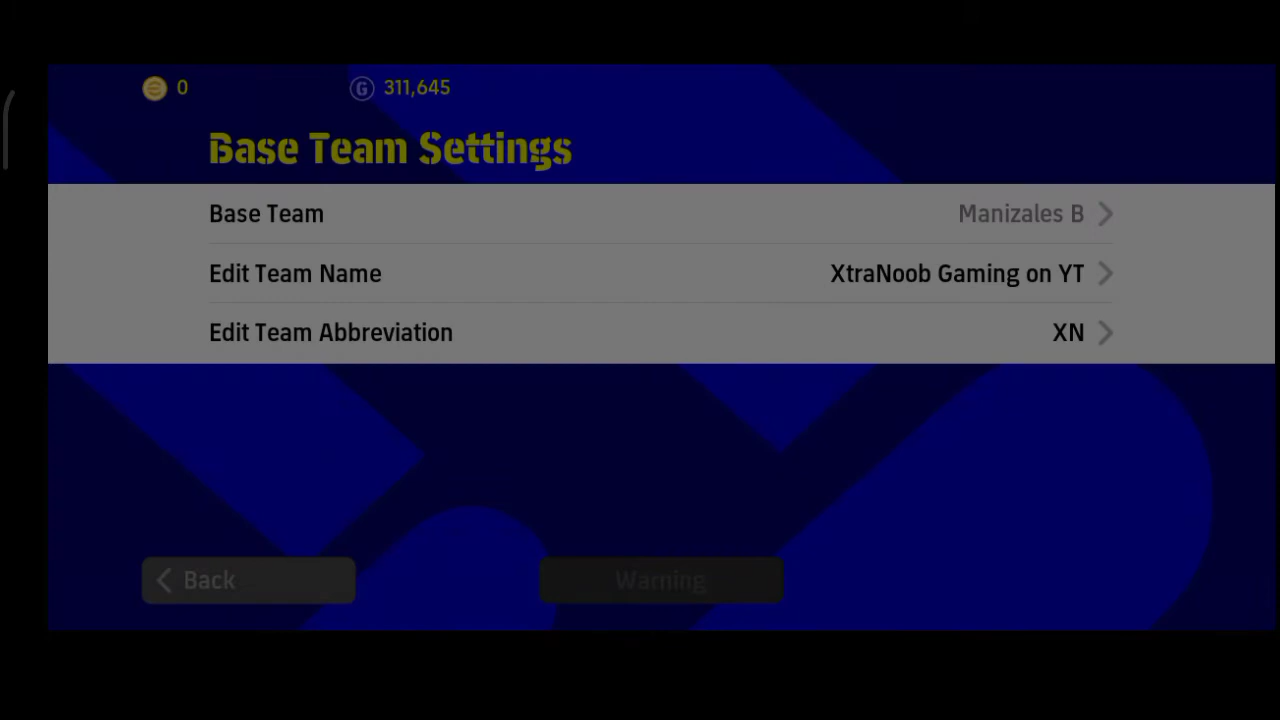 0
G 311,645
Base Team Settings
Base Team Manizales B
Edit Team Name XtraNoob Gaming on YT
Edit Team Abbreviation XN
Back Warning